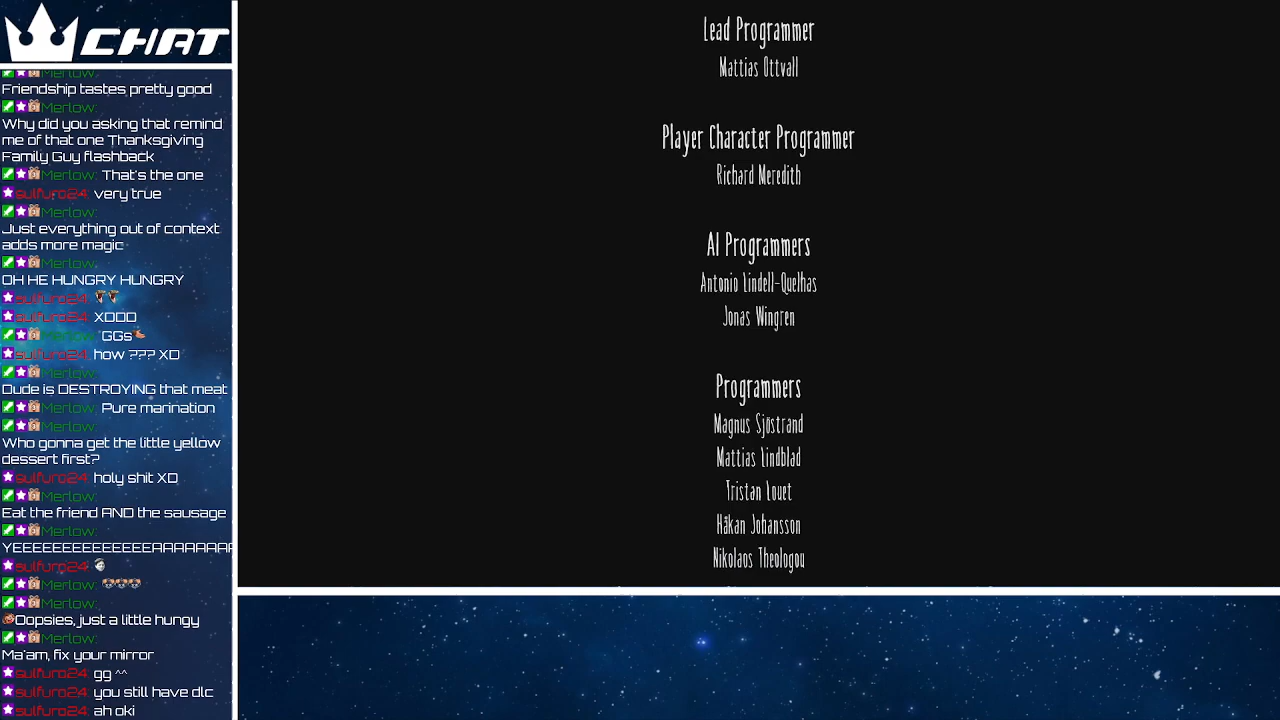 CHAT
Merlow:
Friendship tastes pretty good
Merlow:
Why did you asking that remind
me of that one Thanksgiving
Family Guy flashback
Merlow: That's the one
sulfuro24: very true
Merlow:
Just everything out of context
adds more magic
Merlow:
OH HE HUNGRY HUNGRY
sulfuro24:
sulfuro24: XDDD
Merlow: GGs
sulfuro24: how ??? XD
Merlow:
Dude is DESTROYING that meat
Merlow: Pure marination
Merlow:
Who gonna get the little yellow
dessert first?
sulfuro24: holy shit XD
Merlow:
Eat the friend AND the sausage
Merlow:
sulfuro24:
Merlow:
Merlow:
Oopsies, just a little hungy
Merlow:
Ma'am, fix your mirror
sulfuro24: gg ^^
sulfuro24: you still have dlc
sulfuro24: ah oki
Lead Programmer
Mattias Ottvall
Player Character Programmer
Richard Meredith
AI Programmers
Antonio Lindell-Quelhas
Jonas Wingren
Programmers
Magnus Sjöstrand
Mattias Lindblad
Tristan Louet
Håkan Johansson
Nikolaos Theologou